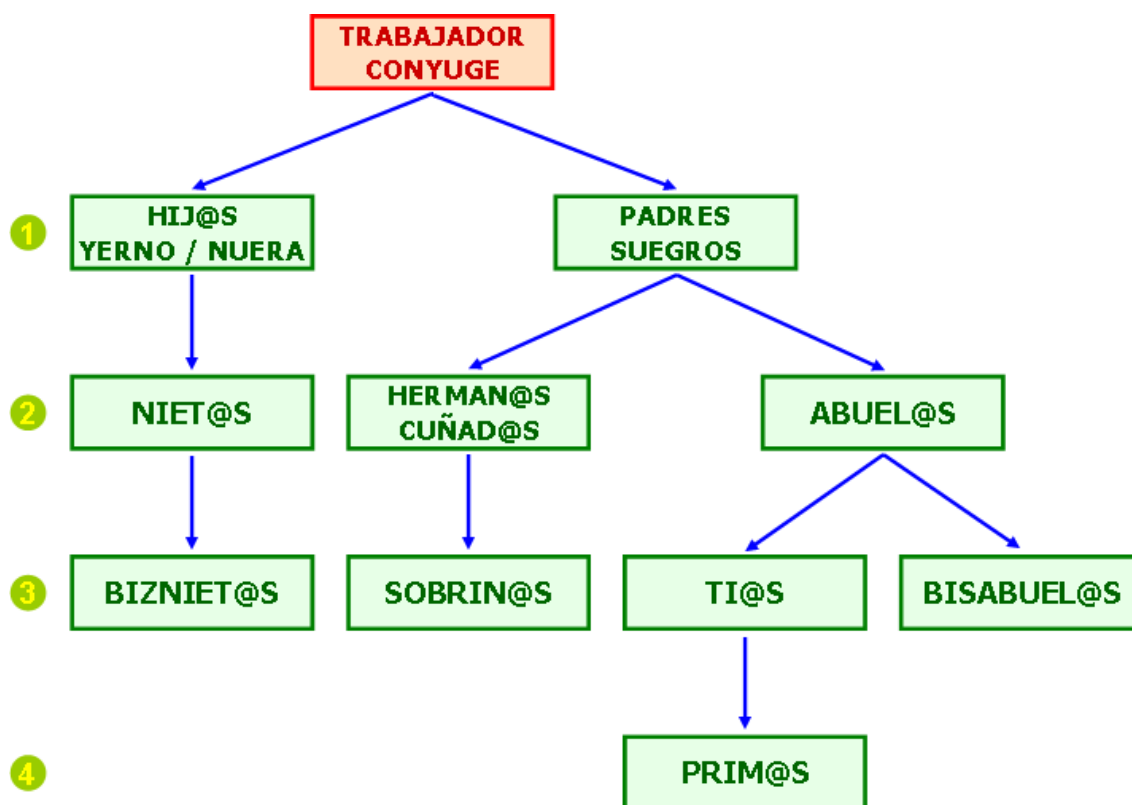 TRABAJADOR
CONYUGE
1
HIJ@S
YERNO / NUERA
PADRES
SUEGROS
2
NIET@S
HERMAN@S
CUÑAD@S
ABUEL@S
3
BIZNIET@S
SOBRIN@S
TI@S
BISABUEL@S
4
PRIM@S